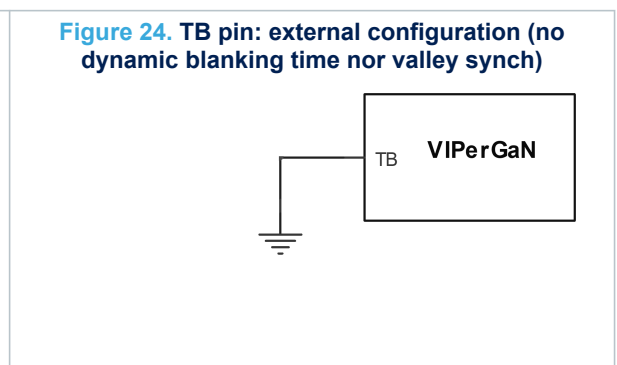 Figure 24. TB pin: external configuration (no
dynamic blanking time nor valley synch)
TB VIPerGaN